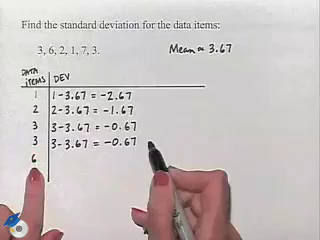 Find the standard deviation for the data items:
3, 6, 2, 1, 7, 3. Mean ≈ 3.67
DATA ITEMS DEV
1 1-3.67 = -2.67
2 2-3.67 = -1.67
3 3-3.67 = -0.67
3 3-3.67 = -0.67
6